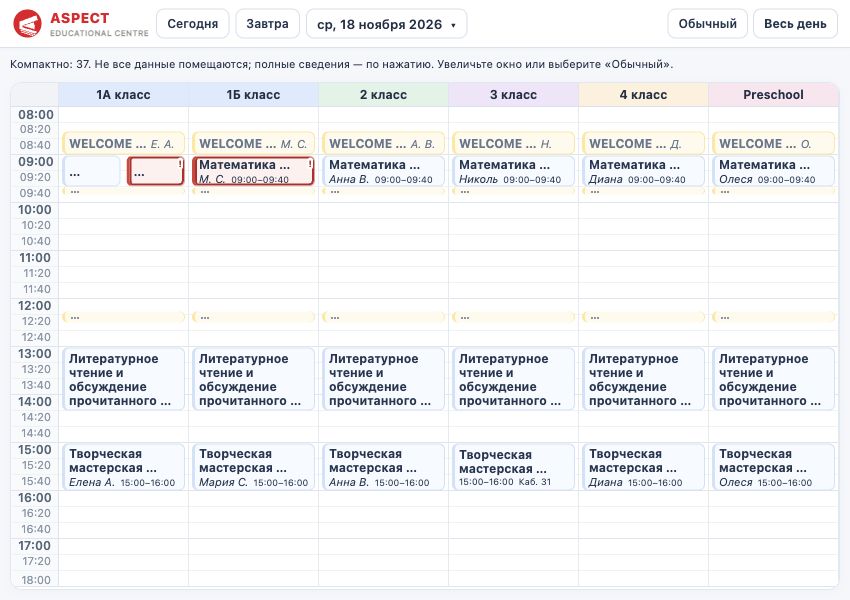 ASPECT
EDUCATIONAL CENTRE
Сегодня
Завтра
ср, 18 ноября 2026
Обычный
Весь день
Компактно: 37. Не все данные помещаются; полные сведения — по нажатию. Увеличьте окно или выберите «Обычный».
1А класс 1Б класс 2 класс 3 класс 4 класс Preschool
08:00
08:20
08:40
WELCOME ... Е. А.
WELCOME ... М. С.
WELCOME ... А. В.
WELCOME ... Н.
WELCOME ... Д.
WELCOME ... О.
09:00
...
... !
Математика ... !
Математика ...
Математика ...
Математика ...
Математика ...
09:20
М. С. 09:00–09:40
Анна В. 09:00–09:40
Николь 09:00–09:40
Диана 09:00–09:40
Олеся 09:00–09:40
09:40
... ... ... ... ... ...
10:00
10:20
10:40
11:00
11:20
11:40
12:00
12:20
... ... ... ... ... ...
12:40
13:00
13:20
13:40
14:00
Литературное
чтение и
обсуждение
прочитанного ...
Литературное
чтение и
обсуждение
прочитанного ...
Литературное
чтение и
обсуждение
прочитанного ...
Литературное
чтение и
обсуждение
прочитанного ...
Литературное
чтение и
обсуждение
прочитанного ...
Литературное
чтение и
обсуждение
прочитанного ...
14:20
14:40
15:00
15:20
15:40
Творческая
мастерская ...
Елена А. 15:00–16:00
Творческая
мастерская ...
Мария С. 15:00–16:00
Творческая
мастерская ...
Анна В. 15:00–16:00
Творческая
мастерская ...
15:00–16:00 Каб. 31
Творческая
мастерская ...
Диана 15:00–16:00
Творческая
мастерская ...
Олеся 15:00–16:00
16:00
16:20
16:40
17:00
17:20
18:00